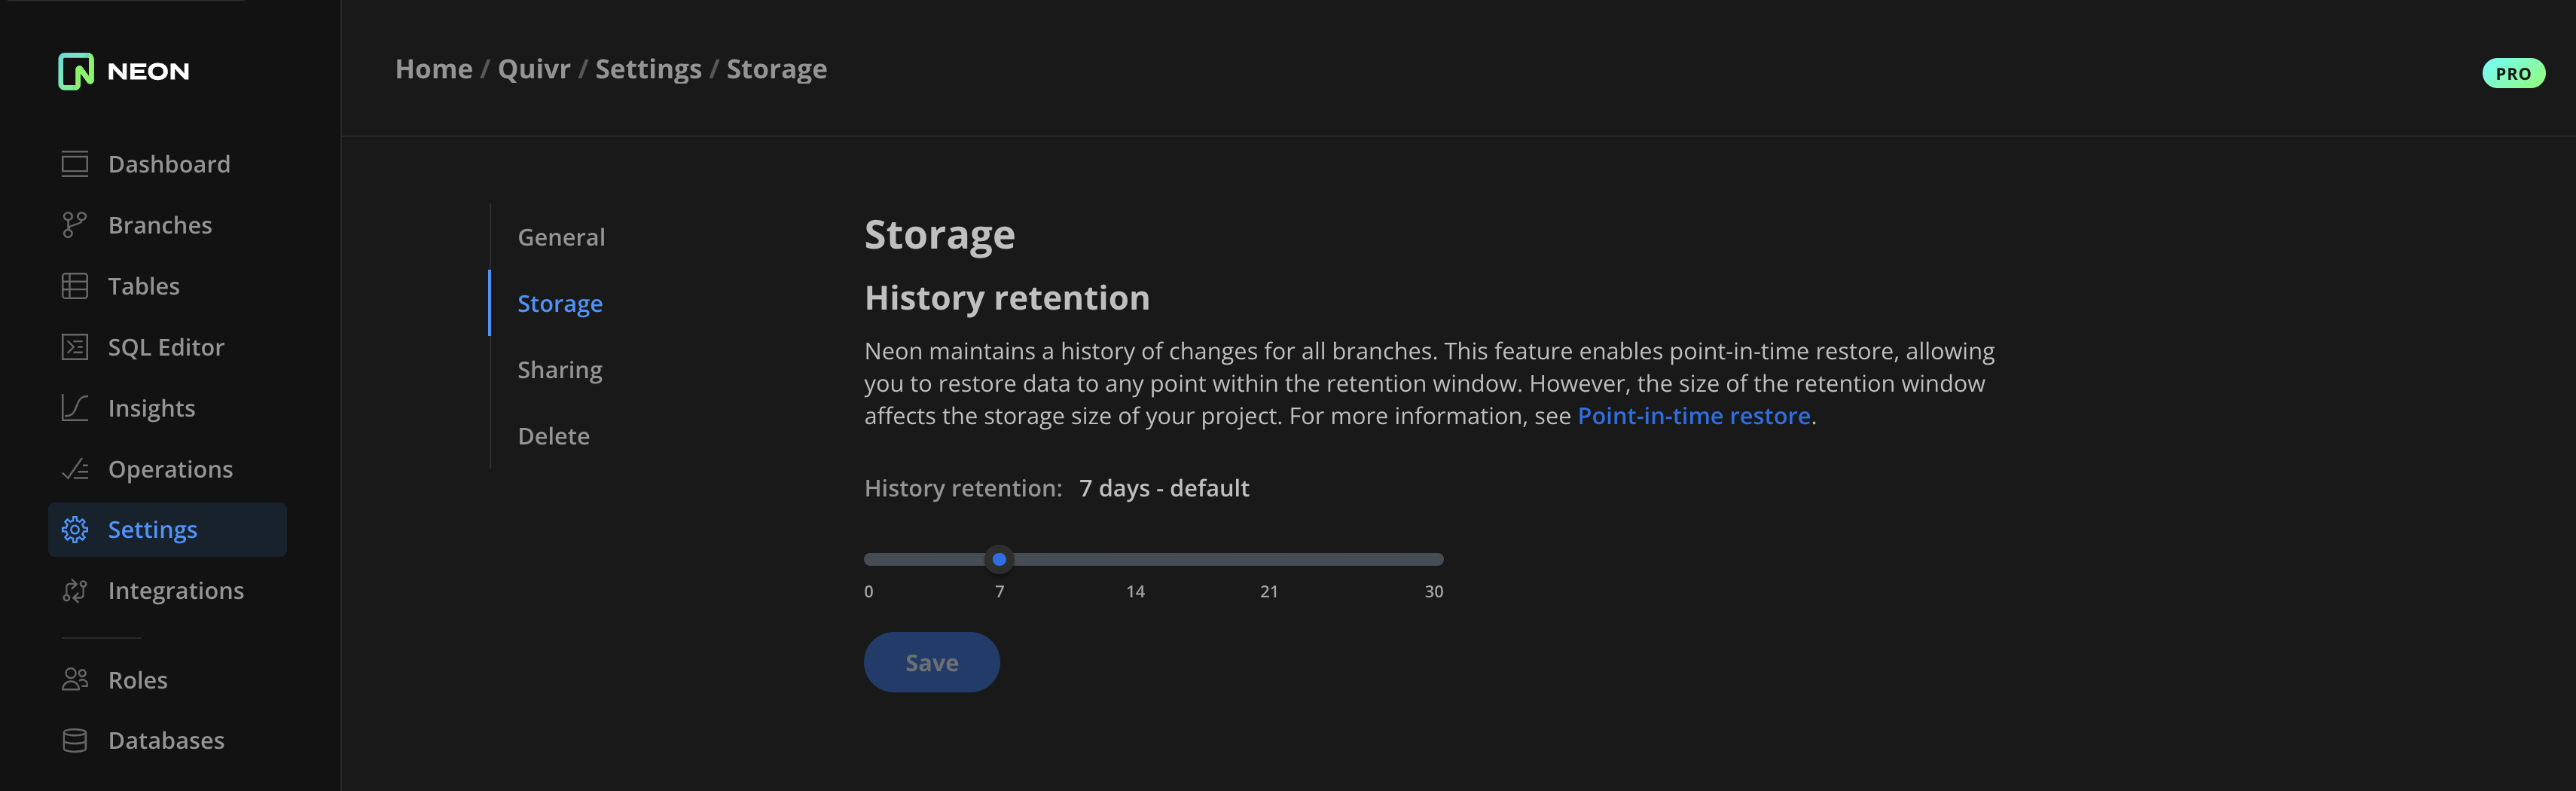 NEON
Home / Quivr / Settings / Storage
PRO
Dashboard
Branches
Tables
SQL Editor
Insights
Operations
Settings
Integrations
Roles
Databases
General
Storage
Sharing
Delete
Storage
History retention
Neon maintains a history of changes for all branches. This feature enables point-in-time restore, allowing
you to restore data to any point within the retention window. However, the size of the retention window
affects the storage size of your project. For more information, see Point-in-time restore.
History retention: 7 days - default
0 7 14 21 30
Save